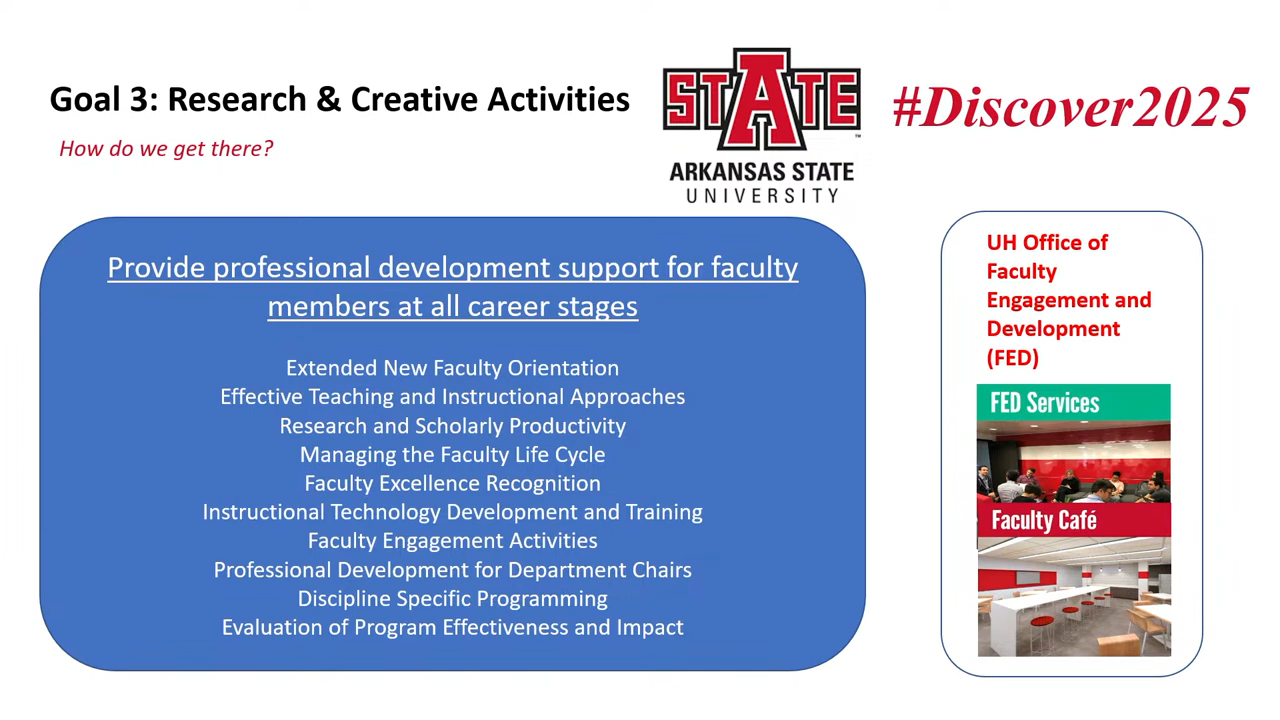 Goal 3: Research & Creative Activities
How do we get there?
STATE
™
ARKANSAS STATE
UNIVERSITY
#Discover2025
Provide professional development support for faculty
members at all career stages
Extended New Faculty Orientation
Effective Teaching and Instructional Approaches
Research and Scholarly Productivity
Managing the Faculty Life Cycle
Faculty Excellence Recognition
Instructional Technology Development and Training
Faculty Engagement Activities
Professional Development for Department Chairs
Discipline Specific Programming
Evaluation of Program Effectiveness and Impact
UH Office of
Faculty
Engagement and
Development
(FED)
FED Services
Faculty Café